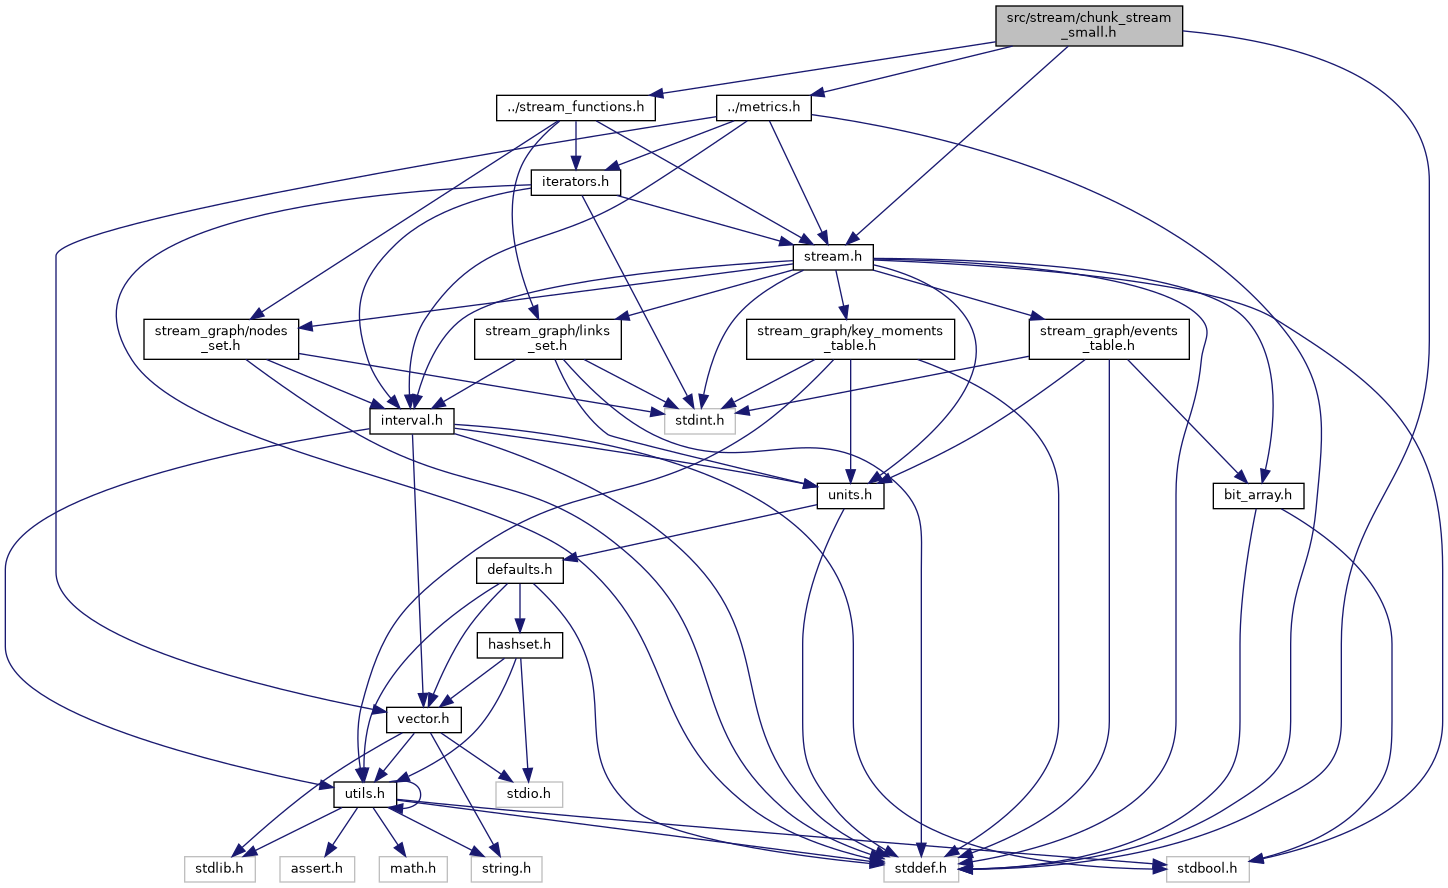 src/stream/chunk_stream
_small.h
../stream_functions.h
../metrics.h
iterators.h
stream.h
stream_graph/nodes
_set.h
stream_graph/links
_set.h
stream_graph/key_moments
_table.h
stream_graph/events
_table.h
interval.h
stdint.h
units.h
bit_array.h
defaults.h
hashset.h
vector.h
utils.h
stdio.h
stdlib.h
assert.h
math.h
string.h
stddef.h
stdbool.h